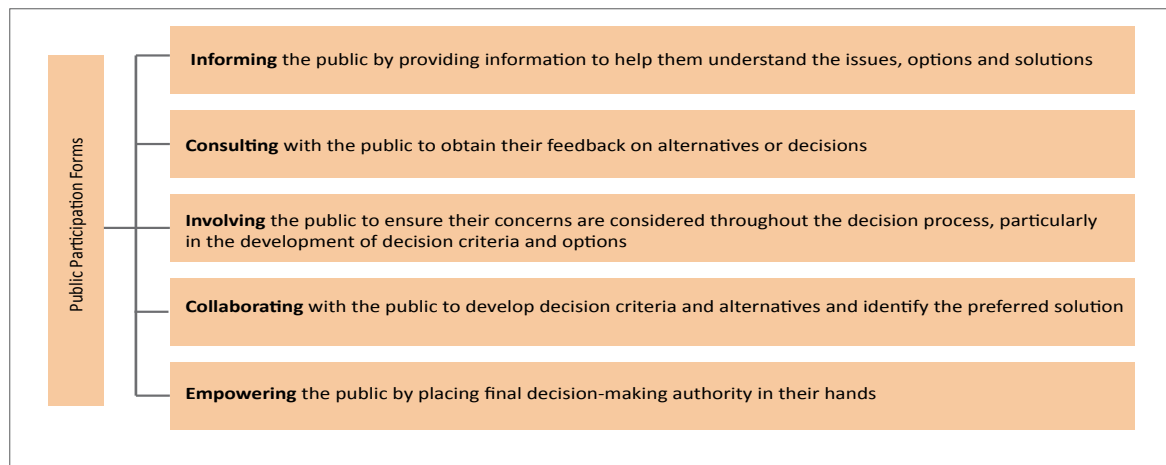 Public Participation Forms
Informing the public by providing information to help them understand the issues, options and solutions
Consulting with the public to obtain their feedback on alternatives or decisions
Involving the public to ensure their concerns are considered throughout the decision process, particularly
in the development of decision criteria and options
Collaborating with the public to develop decision criteria and alternatives and identify the preferred solution
Empowering the public by placing final decision-making authority in their hands